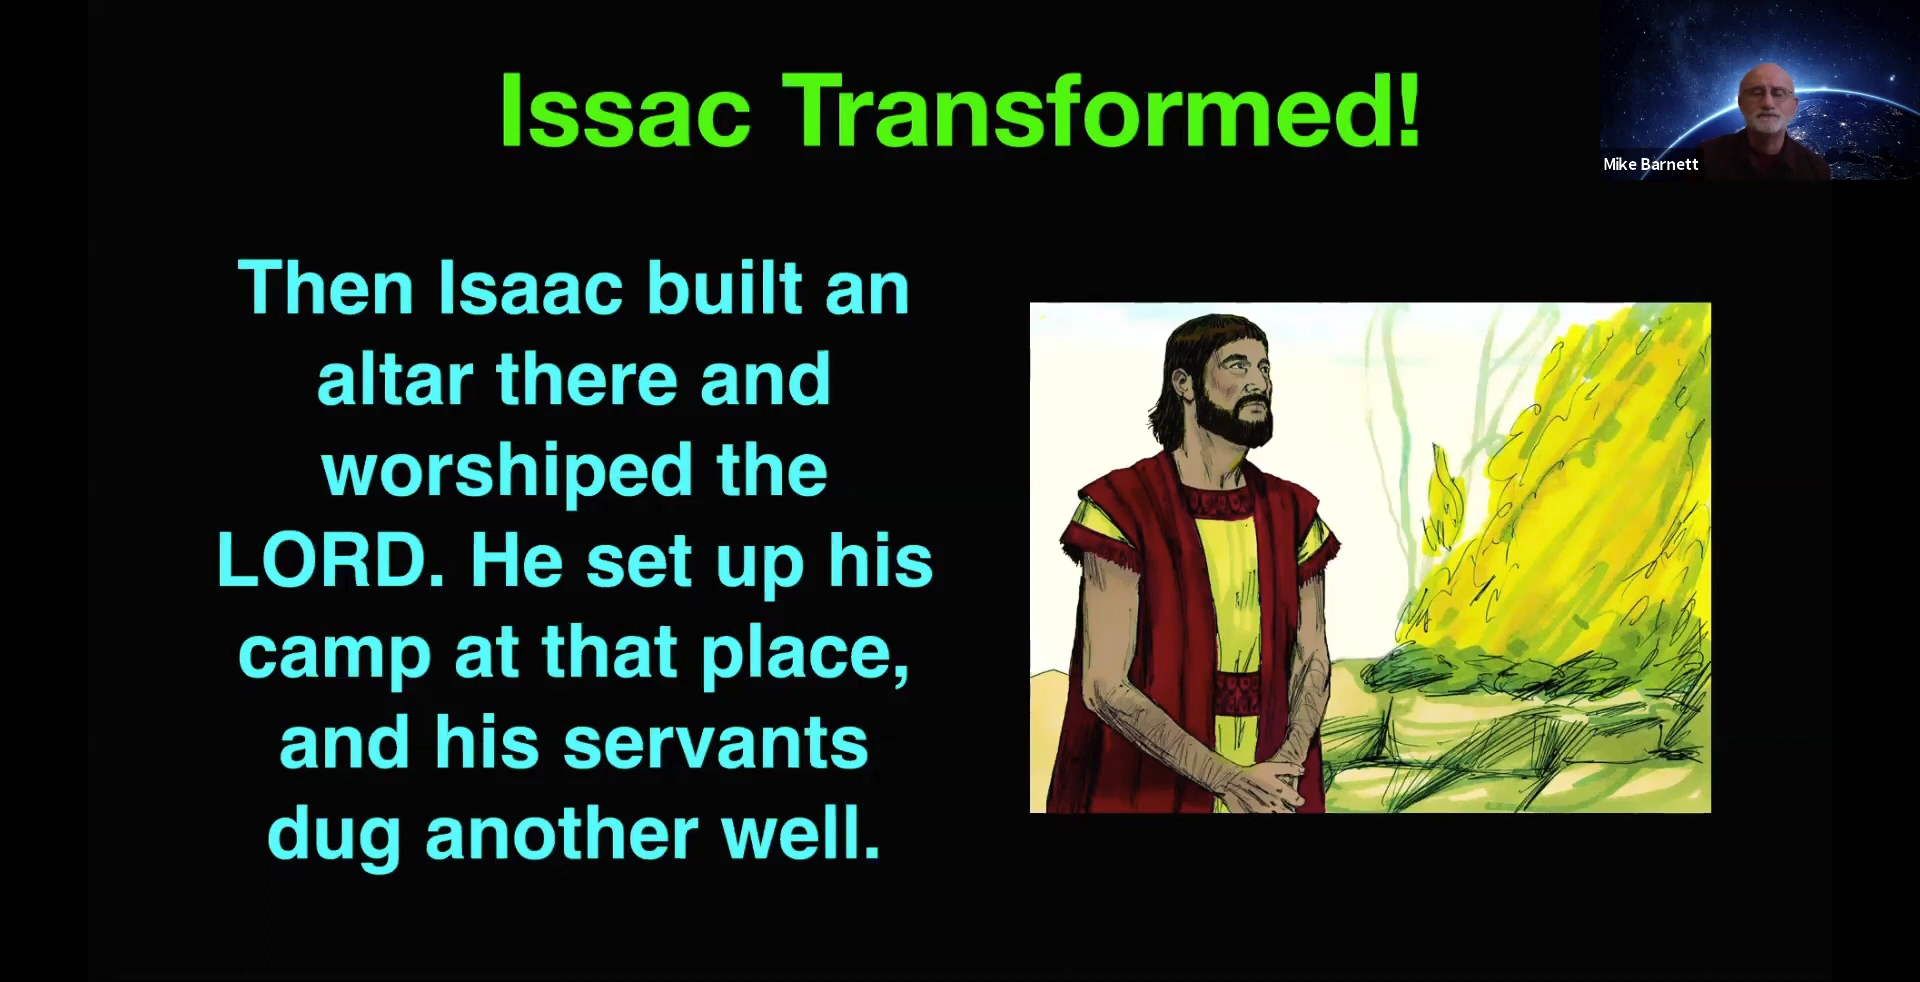 Issac Transformed!
Mike Barnett
Then Isaac built an
altar there and
worshiped the
LORD. He set up his
camp at that place,
and his servants
dug another well.